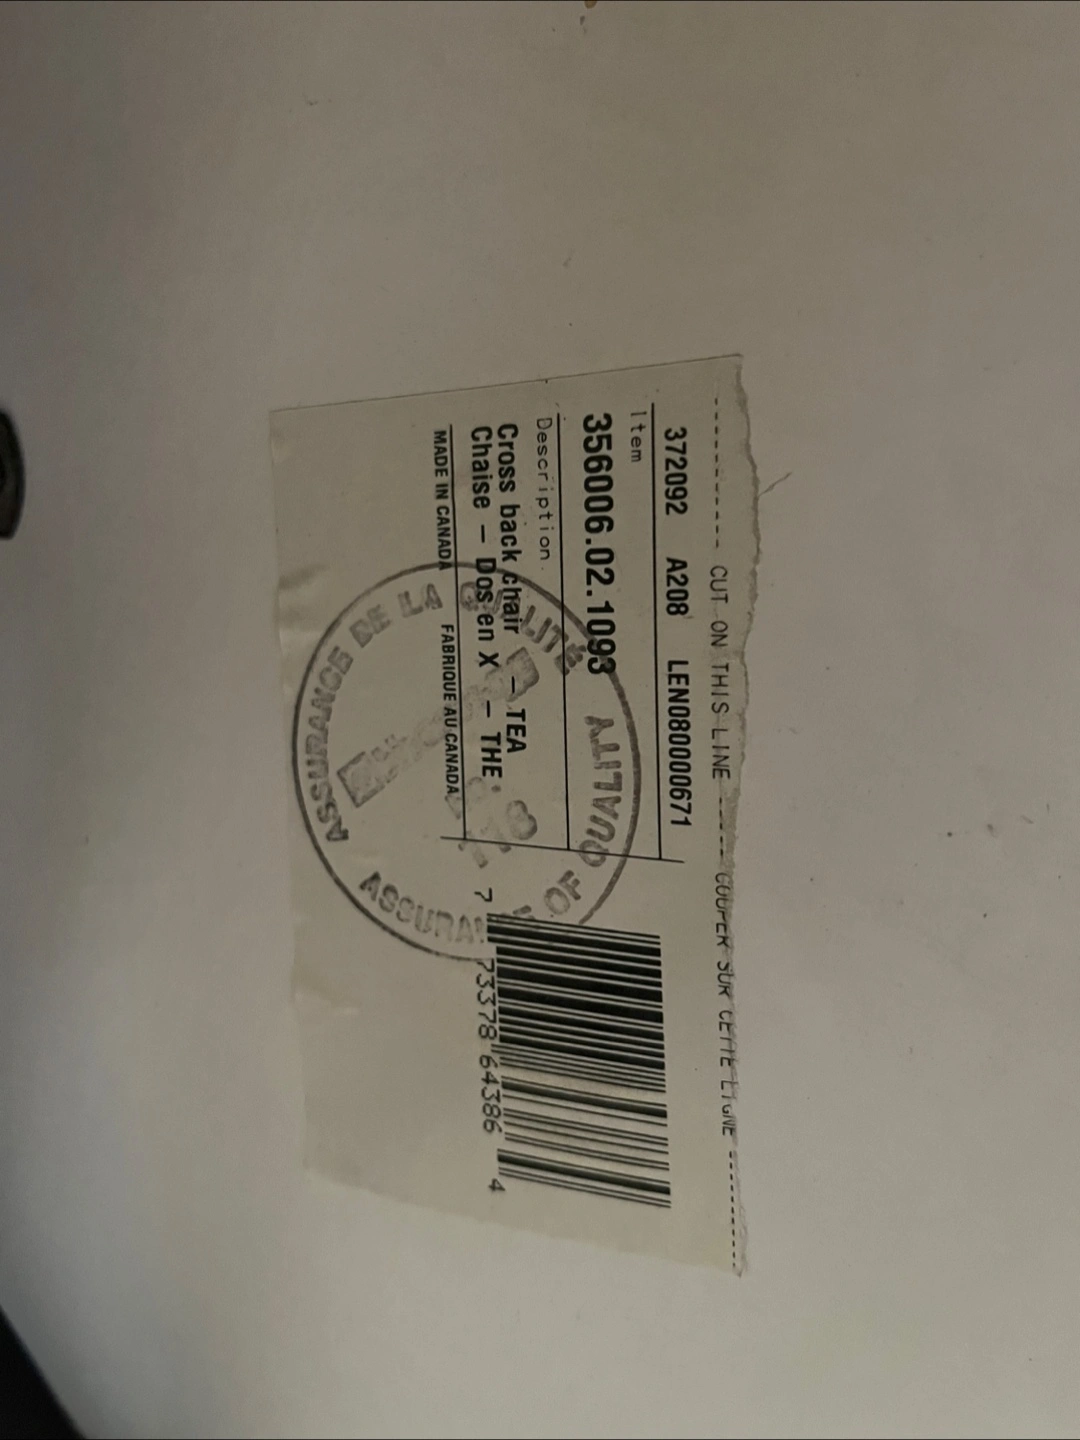 --------- CUT ON THIS LINE ----- COUPER SUR CETTE LIGNE ----------
372092 A208 LEN080000671
Item
356006.02.1093
Description
Cross back chair - TEA
Chaise - Dos en X - THE
MADE IN CANADA FABRIQUE AU CANADA
7 73378 64386 4
QUALITY OF
ASSURANCE DE LA QUALITÉ